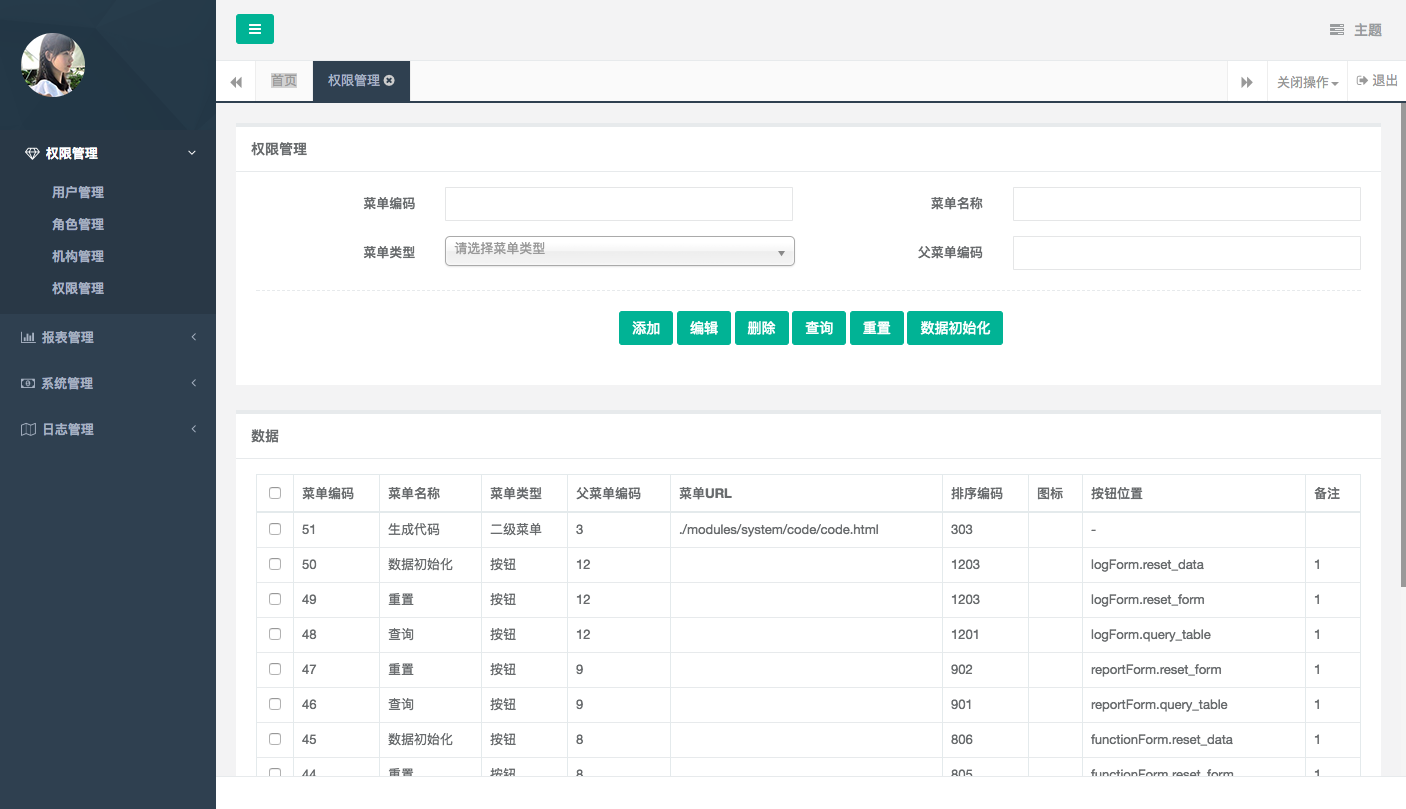 主题
首页 权限管理 关闭操作 退出
权限管理
用户管理
角色管理
机构管理
权限管理
报表管理
系统管理
日志管理
权限管理
菜单编码 菜单名称
菜单类型 请选择菜单类型 父菜单编码
添加 编辑 删除 查询 重置 数据初始化
数据
菜单编码 菜单名称 菜单类型 父菜单编码 菜单URL 排序编码 图标 按钮位置 备注
51 生成代码 二级菜单 3 ./modules/system/code/code.html 303 -
50 数据初始化 按钮 12 1203 logForm.reset_data 1
49 重置 按钮 12 1203 logForm.reset_form 1
48 查询 按钮 12 1201 logForm.query_table 1
47 重置 按钮 9 902 reportForm.reset_form 1
46 查询 按钮 9 901 reportForm.query_table 1
45 数据初始化 按钮 8 806 functionForm.reset_data 1
44 重置 按钮 8 805 functionForm.reset_form 1